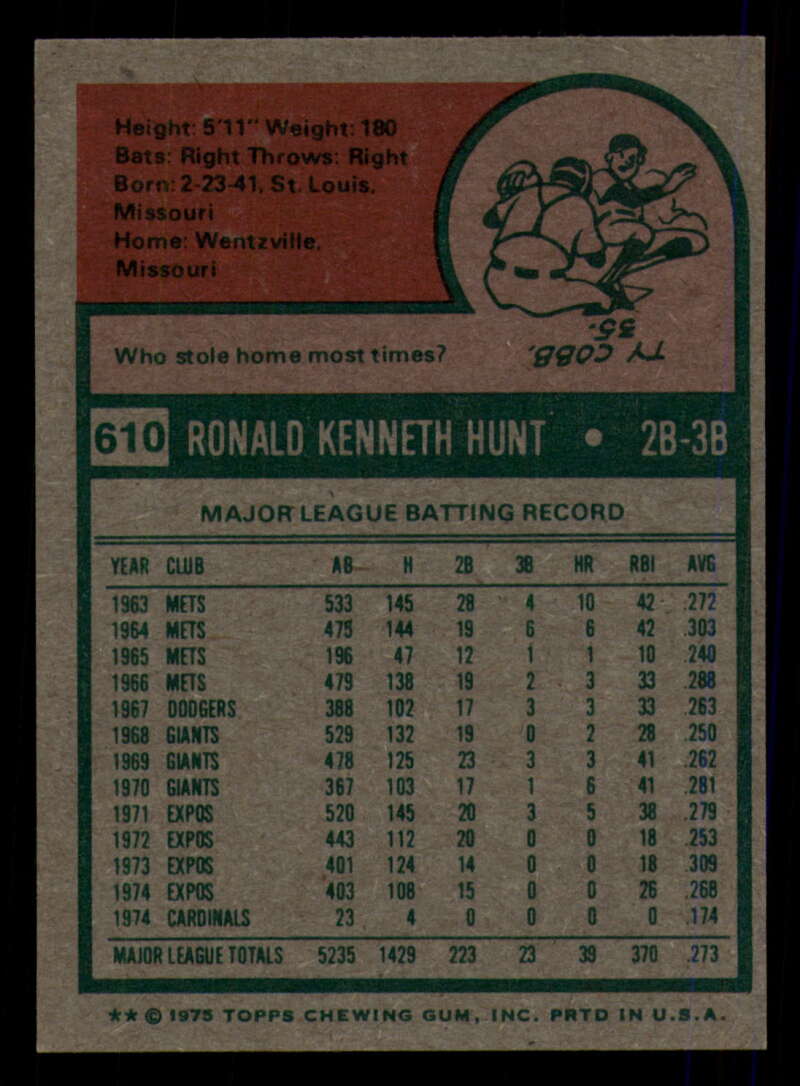 Height: 5'11" Weight: 180
Bats: Right Throws: Right
Born: 2-23-41, St. Louis,
Missouri
Home: Wentzville,
Missouri
Who stole home most times?
TY COBB,
35.
610 RONALD KENNETH HUNT • 2B-3B
MAJOR LEAGUE BATTING RECORD
YEAR CLUB AB H 2B 3B HR RBI AVG
1963 METS 533 145 28 4 10 42 .272
1964 METS 475 144 19 6 6 42 .303
1965 METS 196 47 12 1 1 10 .240
1966 METS 479 138 19 2 3 33 .288
1967 DODGERS 388 102 17 3 3 33 .263
1968 GIANTS 529 132 19 0 2 28 .250
1969 GIANTS 478 125 23 3 3 41 .262
1970 GIANTS 367 103 17 1 6 41 .281
1971 EXPOS 520 145 20 3 5 38 .279
1972 EXPOS 443 112 20 0 0 18 .253
1973 EXPOS 401 124 14 0 0 18 .309
1974 EXPOS 403 108 15 0 0 26 .268
1974 CARDINALS 23 4 0 0 0 0 .174
MAJOR LEAGUE TOTALS 5235 1429 223 23 39 370 .273
** © 1975 TOPPS CHEWING GUM, INC. PRTD IN U.S.A.